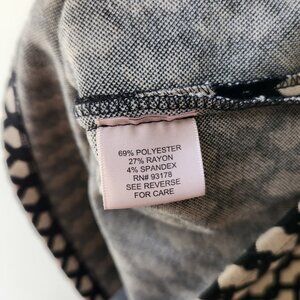 69% POLYESTER
27% RAYON
4% SPANDEX
RN# 93178
SEE REVERSE
FOR CARE